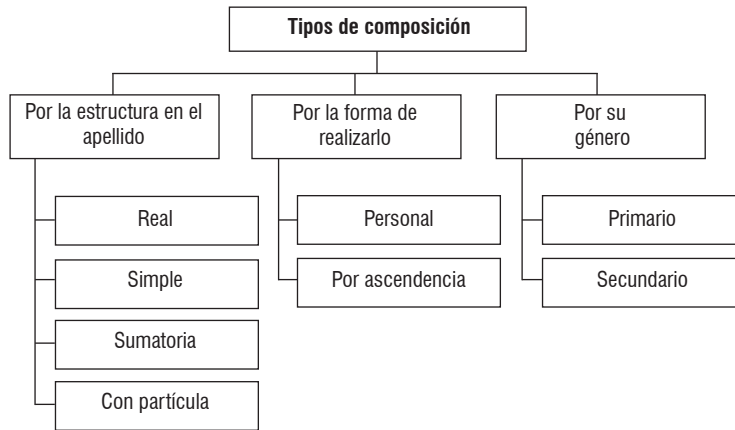 Tipos de composición
Por la estructura en el
apellido
Real
Simple
Sumatoria
Con partícula
Por la forma de
realizarlo
Personal
Por ascendencia
Por su
género
Primario
Secundario